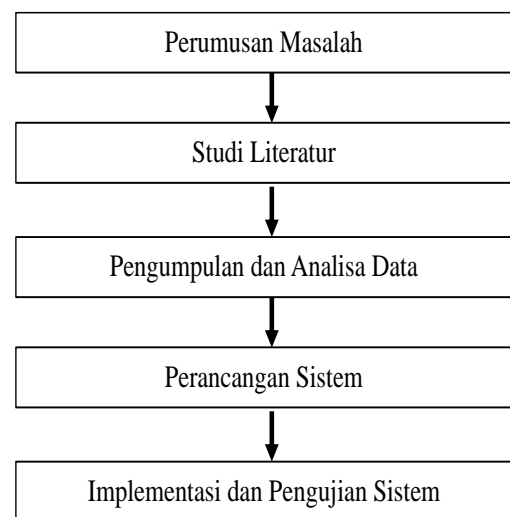 Perumusan Masalah
Studi Literatur
Pengumpulan dan Analisa Data
Perancangan Sistem
Implementasi dan Pengujian Sistem